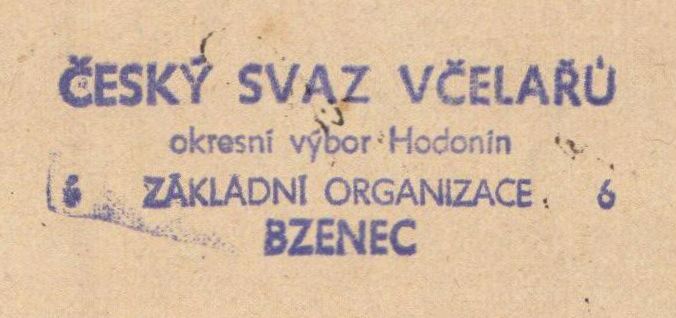 ČESKÝ SVAZ VČELAŘŮ
okresní výbor Hodonín
6 ZÁKLADNÍ ORGANIZACE 6
BZENEC